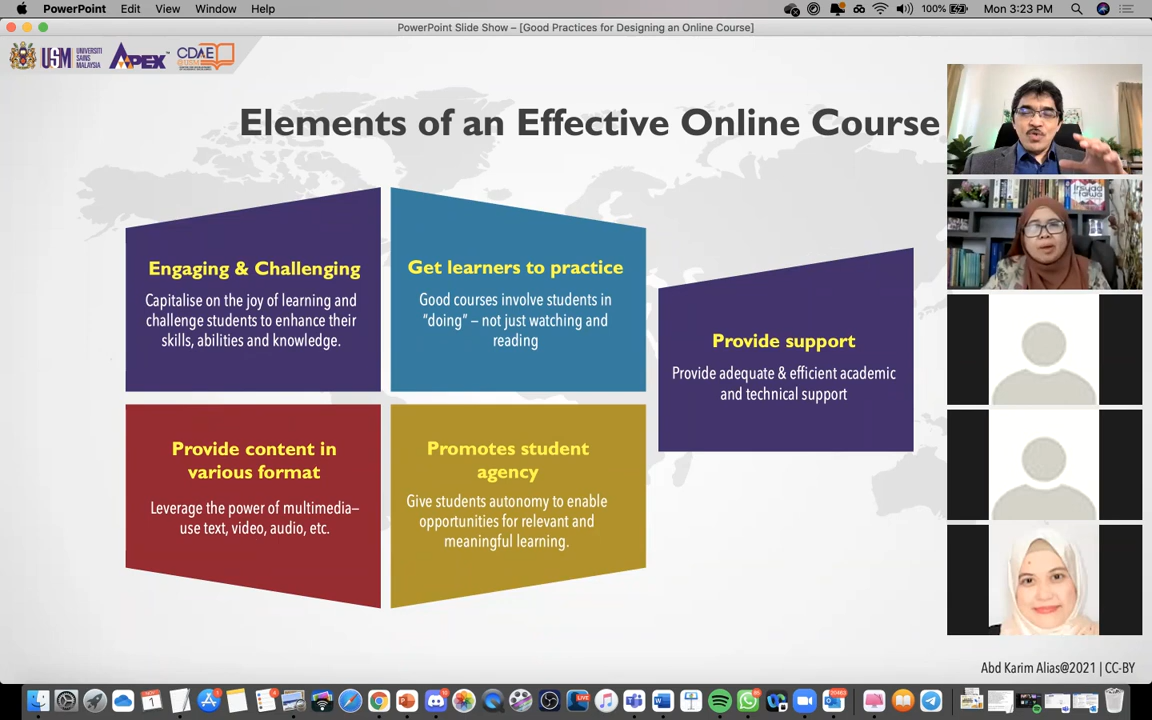 PowerPoint Edit View Window Help
100% Mon 3:23 PM
PowerPoint Slide Show – [Good Practices for Designing an Online Course]
USM UNIVERSITI SAINS MALAYSIA APEX™ CDAE @USM
Elements of an Effective Online Course
Engaging & Challenging
Capitalise on the joy of learning and
challenge students to enhance their
skills, abilities and knowledge.
Get learners to practice
Good courses involve students in
“doing” – not just watching and
reading
Provide support
Provide adequate & efficient academic
and technical support
Provide content in
various format
Leverage the power of multimedia–
use text, video, audio, etc.
Promotes student
agency
Give students autonomy to enable
opportunities for relevant and
meaningful learning.
Abd Karim Alias@2021 | CC-BY